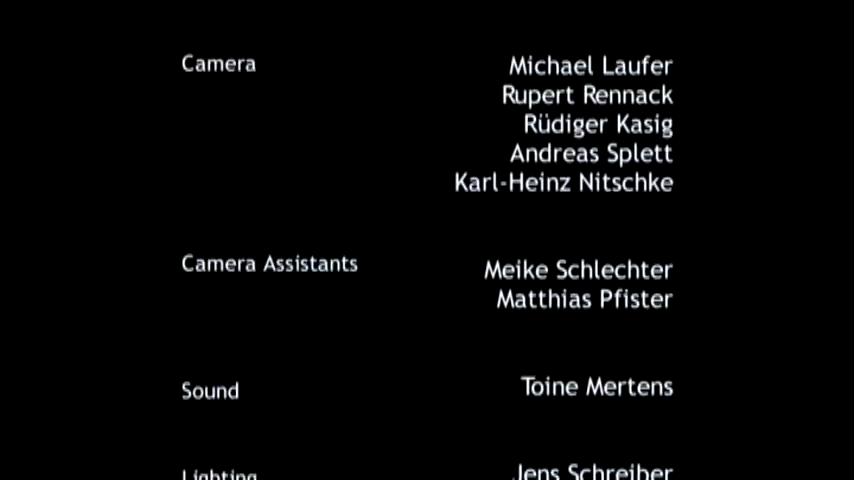 Camera
Michael Laufer
Rupert Rennack
Rüdiger Kasig
Andreas Splett
Karl-Heinz Nitschke
Camera Assistants
Meike Schlechter
Matthias Pfister
Sound
Toine Mertens
Lighting
Jens Schreiber